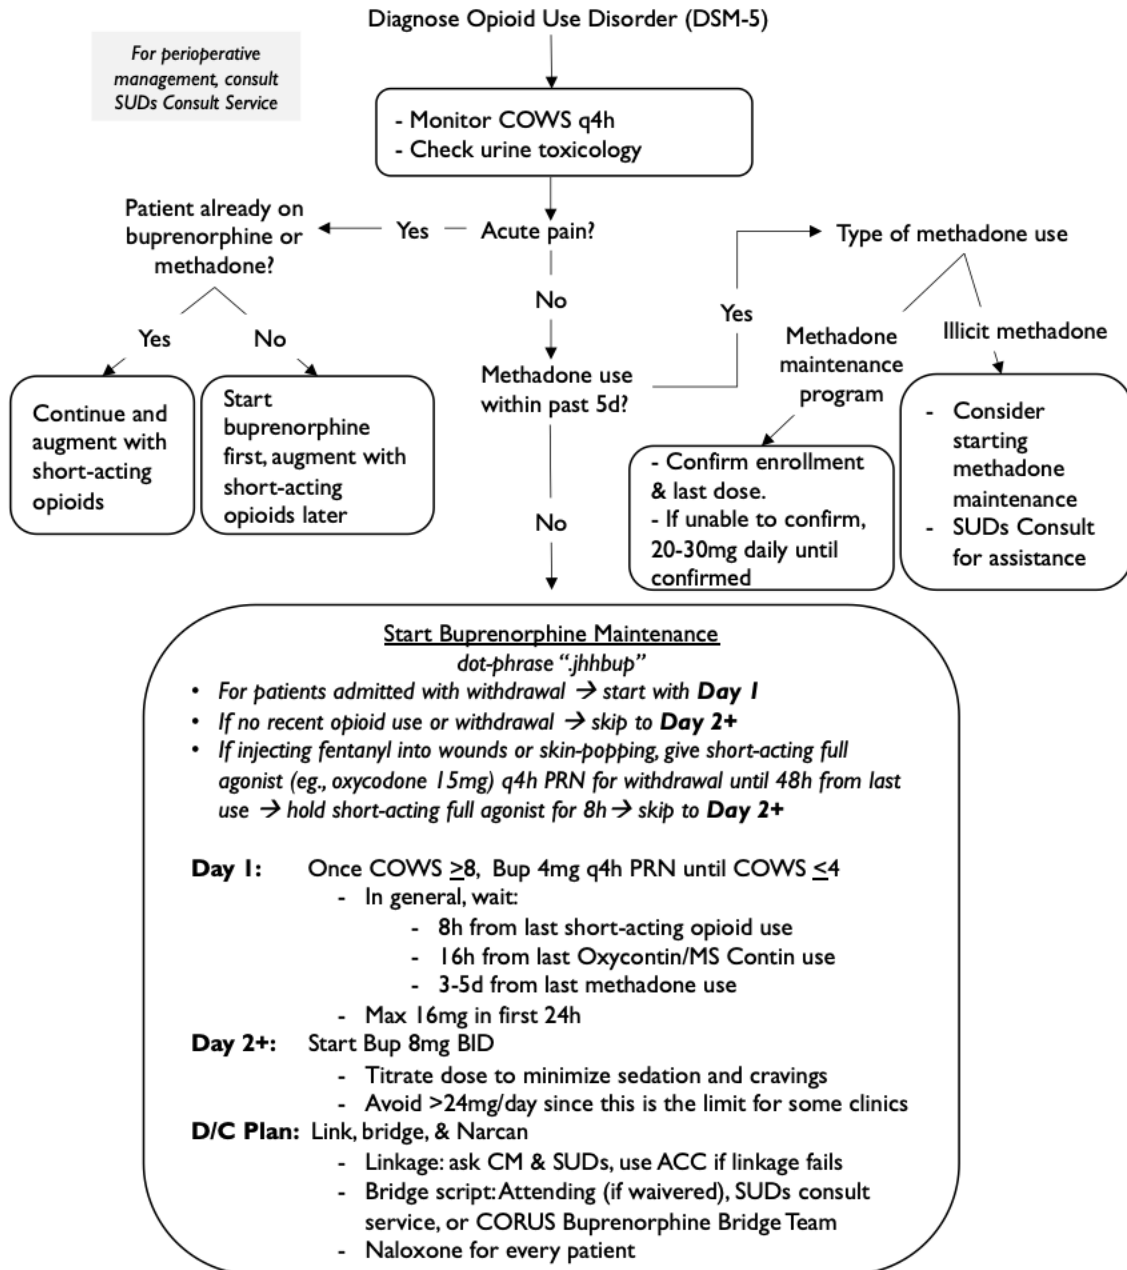 Diagnose Opioid Use Disorder (DSM-5)
For perioperative
management, consult
SUDs Consult Service
- Monitor COWS q4h
- Check urine toxicology
Patient already on
buprenorphine or
methadone?
Yes
Acute pain?
Type of methadone use
No
Yes
Yes
No
Methadone
maintenance
program
Illicit methadone
Methadone use
within past 5d?
Continue and
augment with
short-acting
opioids
Start
buprenorphine
first, augment with
short-acting
opioids later
- Confirm enrollment
& last dose.
- If unable to confirm,
20-30mg daily until
confirmed
- Consider
starting
methadone
maintenance
- SUDs Consult
for assistance
No
Start Buprenorphine Maintenance
dot-phrase “.jhhbup”
• For patients admitted with withdrawal → start with Day 1
• If no recent opioid use or withdrawal → skip to Day 2+
• If injecting fentanyl into wounds or skin-popping, give short-acting full
agonist (eg., oxycodone 15mg) q4h PRN for withdrawal until 48h from last
use → hold short-acting full agonist for 8h → skip to Day 2+
Day 1: Once COWS ≥8, Bup 4mg q4h PRN until COWS ≤4
- In general, wait:
- 8h from last short-acting opioid use
- 16h from last Oxycontin/MS Contin use
- 3-5d from last methadone use
- Max 16mg in first 24h
Day 2+: Start Bup 8mg BID
- Titrate dose to minimize sedation and cravings
- Avoid >24mg/day since this is the limit for some clinics
D/C Plan: Link, bridge, & Narcan
- Linkage: ask CM & SUDs, use ACC if linkage fails
- Bridge script: Attending (if waivered), SUDs consult
service, or CORUS Buprenorphine Bridge Team
- Naloxone for every patient